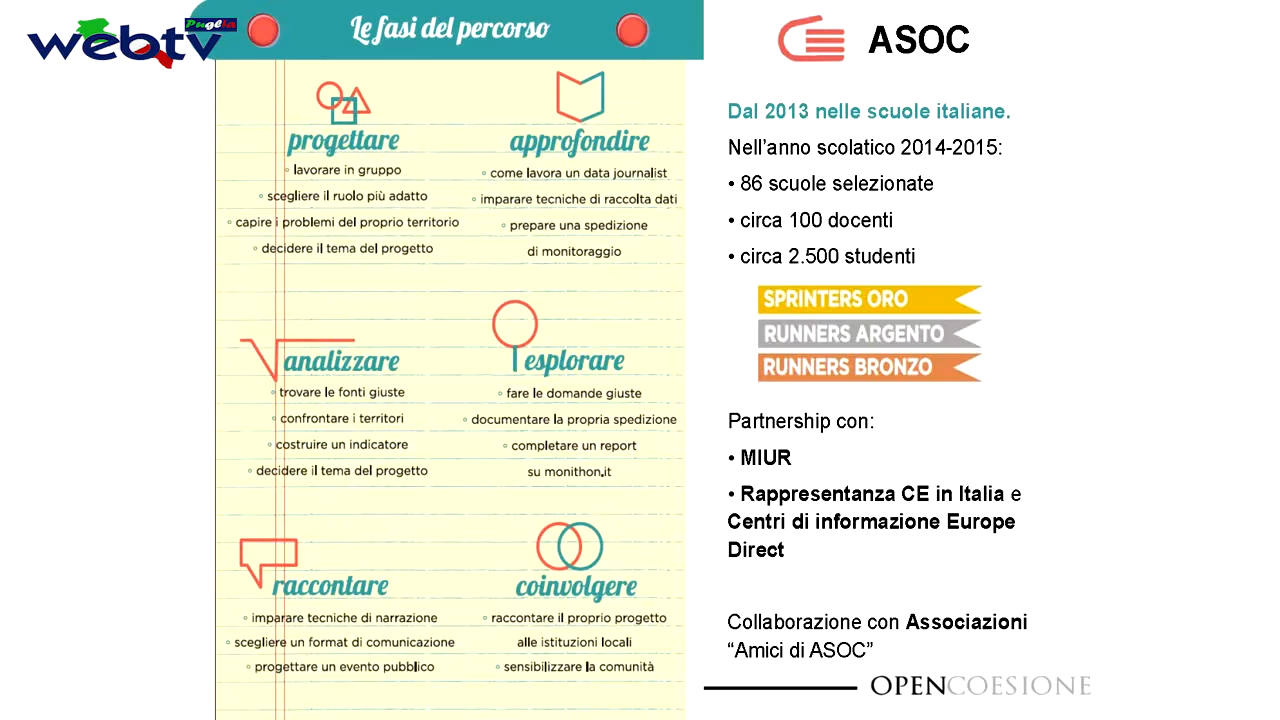 Puglia
webtv
Le fasi del percorso
progettare
◦ lavorare in gruppo
◦ scegliere il ruolo più adatto
◦ capire i problemi del proprio territorio
◦ decidere il tema del progetto
approfondire
◦ come lavora un data journalist
◦ imparare tecniche di raccolta dati
◦ prepare una spedizione
di monitoraggio
analizzare
◦ trovare le fonti giuste
◦ confrontare i territori
◦ costruire un indicatore
◦ decidere il tema del progetto
esplorare
◦ fare le domande giuste
◦ documentare la propria spedizione
◦ completare un report
su monithon.it
raccontare
◦ imparare tecniche di narrazione
◦ scegliere un format di comunicazione
◦ progettare un evento pubblico
coinvolgere
◦ raccontare il proprio progetto
alle istituzioni locali
◦ sensibilizzare la comunità
ASOC
Dal 2013 nelle scuole italiane.
Nell’anno scolatico 2014-2015:
• 86 scuole selezionate
• circa 100 docenti
• circa 2.500 studenti
SPRINTERS ORO
RUNNERS ARGENTO
RUNNERS BRONZO
Partnership con:
• MIUR
• Rappresentanza CE in Italia e
Centri di informazione Europe
Direct
Collaborazione con Associazioni
“Amici di ASOC”
OPENCOESIONE